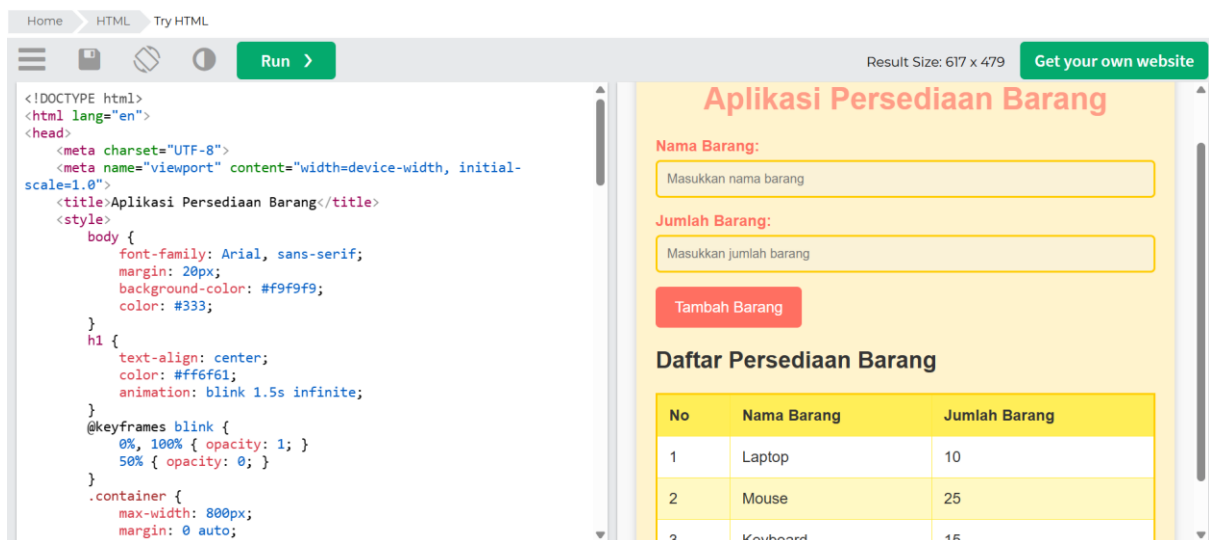 Home HTML Try HTML
Run ❯ Result Size: 617 x 479 Get your own website
<!DOCTYPE html>
<html lang="en">
<head>
    <meta charset="UTF-8">
    <meta name="viewport" content="width=device-width, initial-
scale=1.0">
    <title>Aplikasi Persediaan Barang</title>
    <style>
        body {
            font-family: Arial, sans-serif;
            margin: 20px;
            background-color: #f9f9f9;
            color: #333;
        }
        h1 {
            text-align: center;
            color: #ff6f61;
            animation: blink 1.5s infinite;
        }
        @keyframes blink {
            0%, 100% { opacity: 1; }
            50% { opacity: 0; }
        }
        .container {
            max-width: 800px;
            margin: 0 auto;
Aplikasi Persediaan Barang
Nama Barang:
Masukkan nama barang
Jumlah Barang:
Masukkan jumlah barang
Tambah Barang
Daftar Persediaan Barang
No Nama Barang Jumlah Barang
1 Laptop 10
2 Mouse 25
3 Keyboard 15